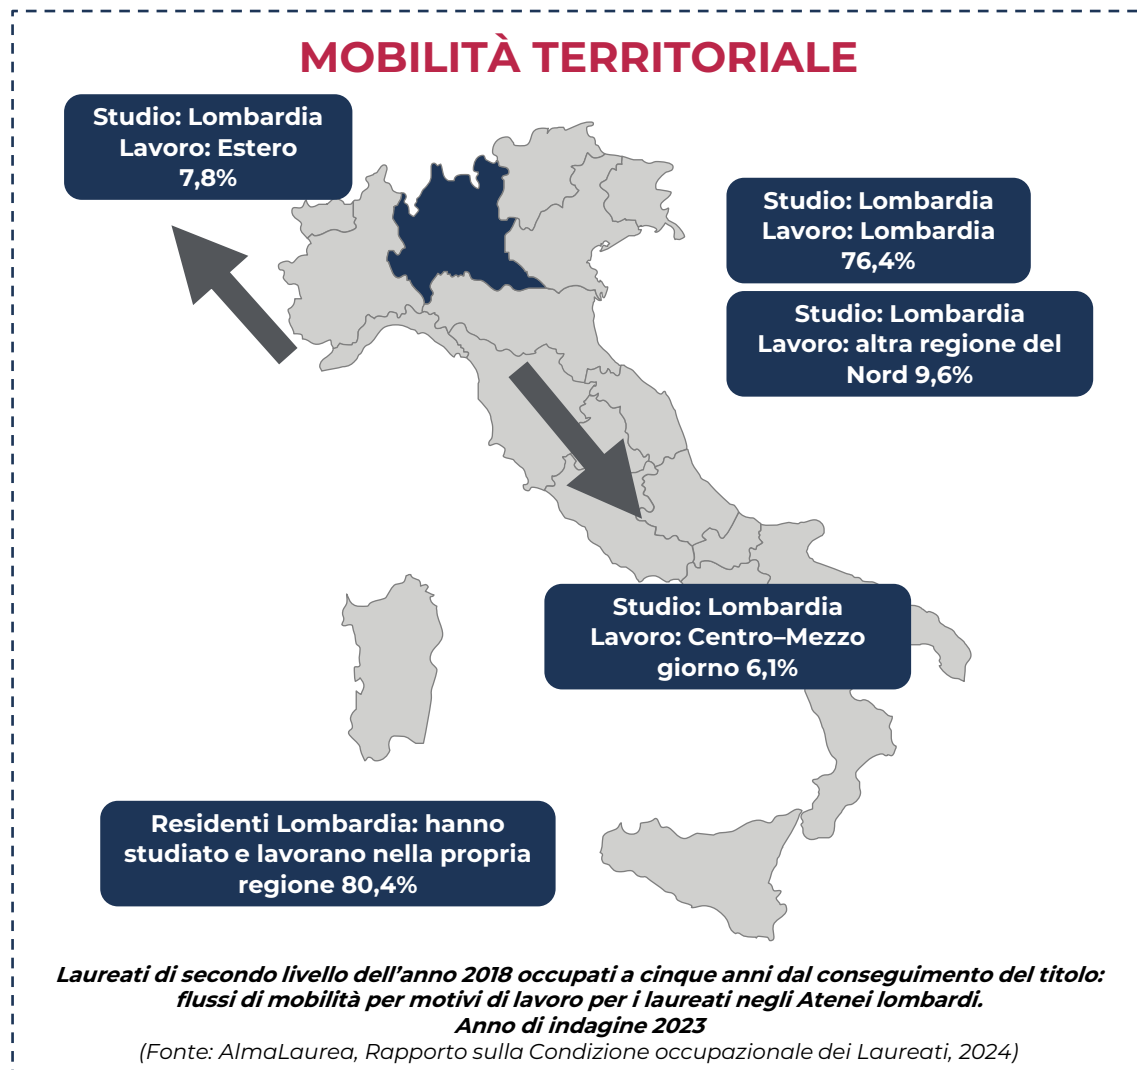 MOBILITÀ TERRITORIALE
Studio: Lombardia
Lavoro: Estero
7,8%
Studio: Lombardia
Lavoro: Lombardia
76,4%
Studio: Lombardia
Lavoro: altra regione del
Nord 9,6%
Studio: Lombardia
Lavoro: Centro–Mezzo
giorno 6,1%
Residenti Lombardia: hanno
studiato e lavorano nella propria
regione 80,4%
Laureati di secondo livello dell’anno 2018 occupati a cinque anni dal conseguimento del titolo:
flussi di mobilità per motivi di lavoro per i laureati negli Atenei lombardi.
Anno di indagine 2023
(Fonte: AlmaLaurea, Rapporto sulla Condizione occupazionale dei Laureati, 2024)